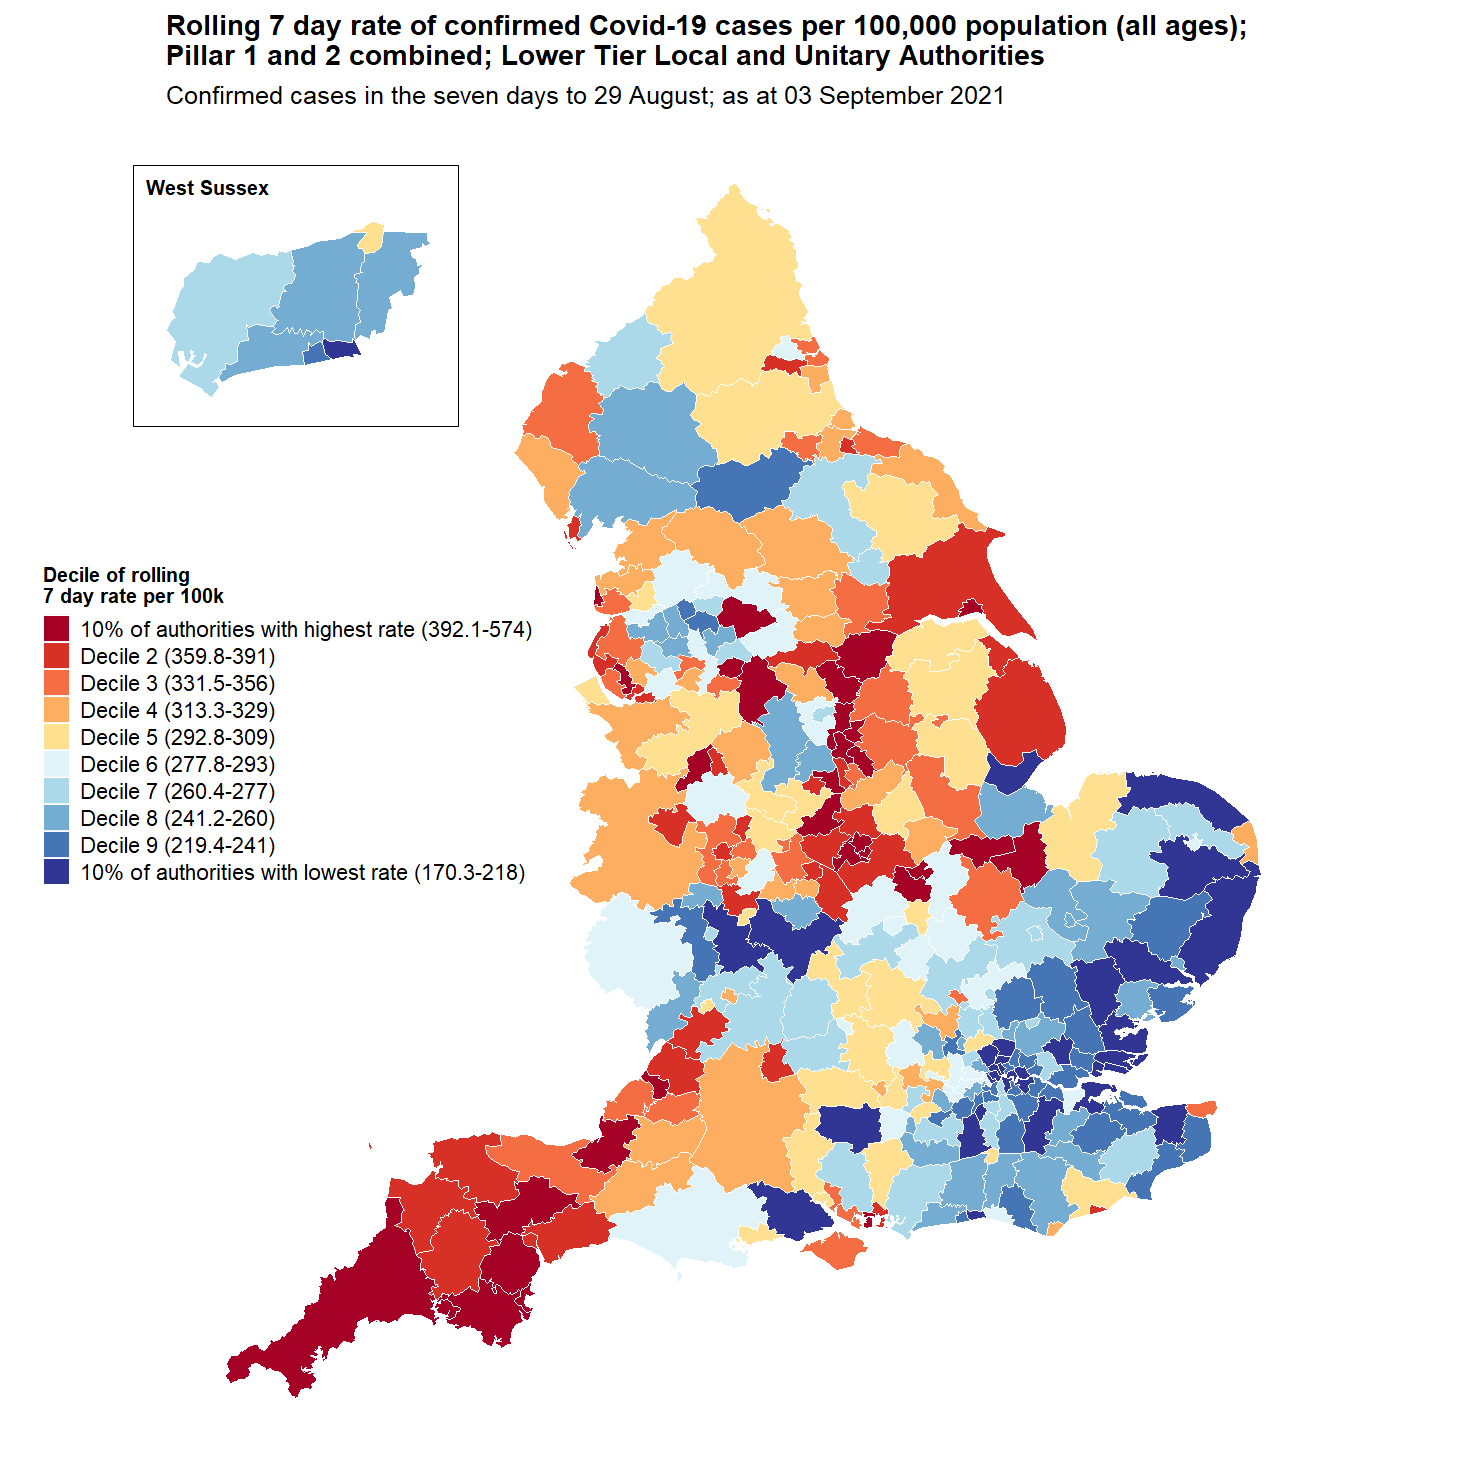 Rolling 7 day rate of confirmed Covid-19 cases per 100,000 population (all ages);
Pillar 1 and 2 combined; Lower Tier Local and Unitary Authorities
Confirmed cases in the seven days to 29 August; as at 03 September 2021
West Sussex
Decile of rolling
7 day rate per 100k
10% of authorities with highest rate (392.1-574)
Decile 2 (359.8-391)
Decile 3 (331.5-356)
Decile 4 (313.3-329)
Decile 5 (292.8-309)
Decile 6 (277.8-293)
Decile 7 (260.4-277)
Decile 8 (241.2-260)
Decile 9 (219.4-241)
10% of authorities with lowest rate (170.3-218)